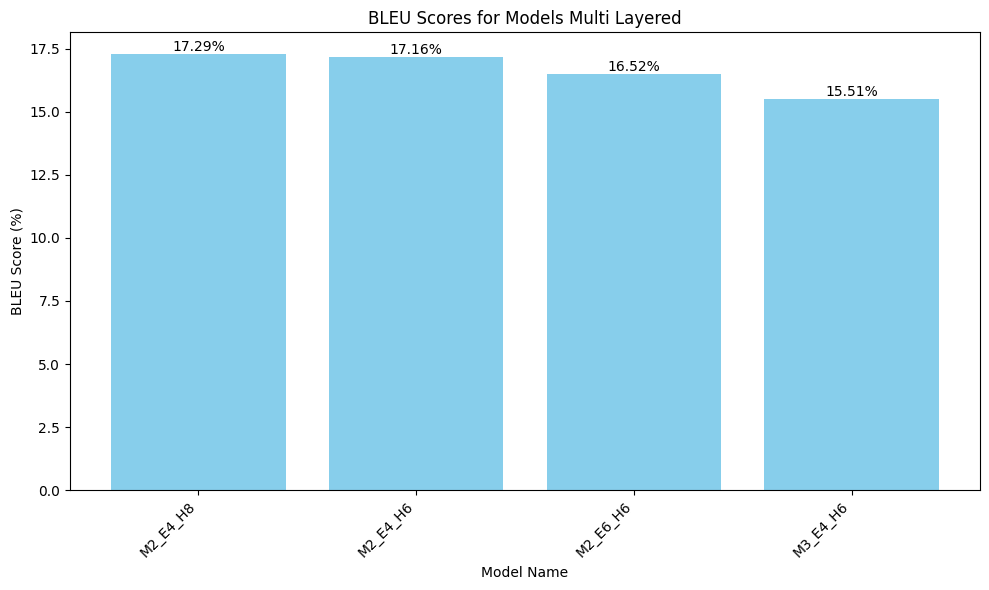 BLEU Scores for Models Multi Layered
17.29%
17.16%
16.52%
15.51%
17.5
15.0
12.5
10.0
7.5
5.0
2.5
0.0
BLEU Score (%)
M2_E4_H8
M2_E4_H6
M2_E6_H6
M3_E4_H6
Model Name